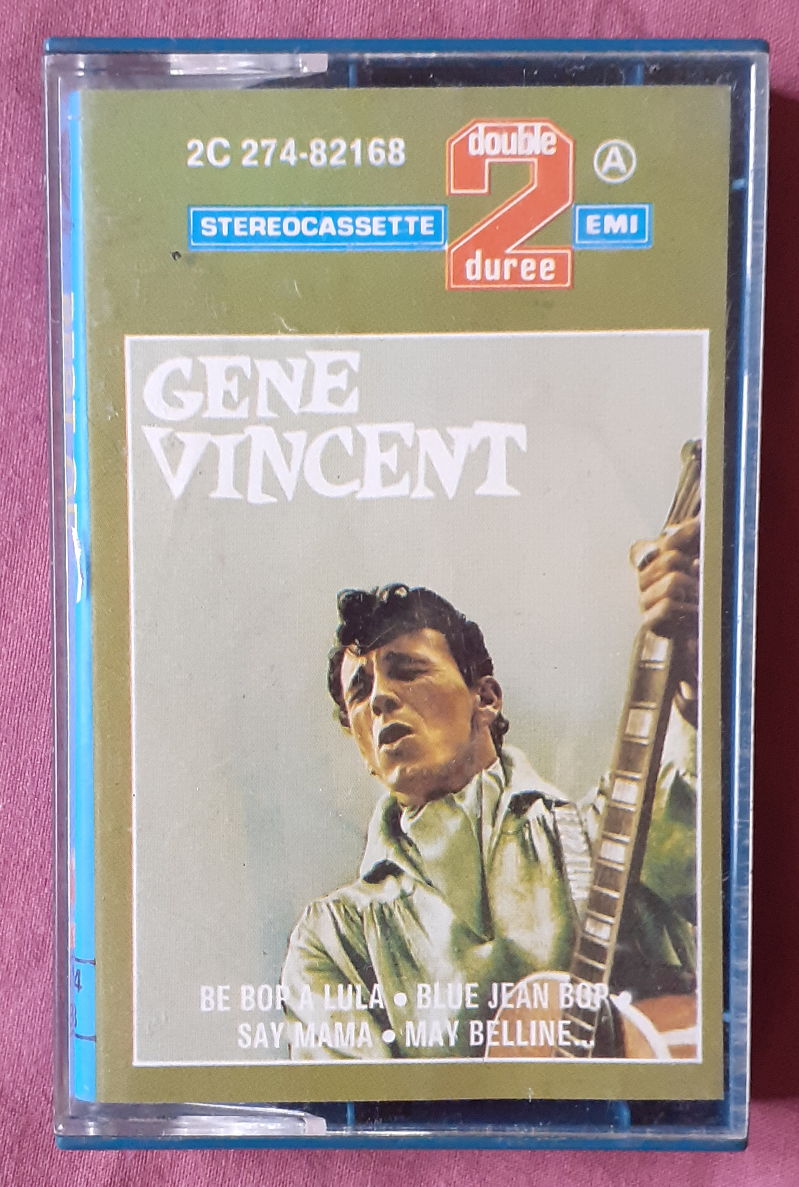 2C 274-82168
double
2
duree
A
STEREOCASSETTE
EMI
GENE
VINCENT
BE BOP A LULA • BLUE JEAN BOP •
SAY MAMA • MAY BELLINE...
4